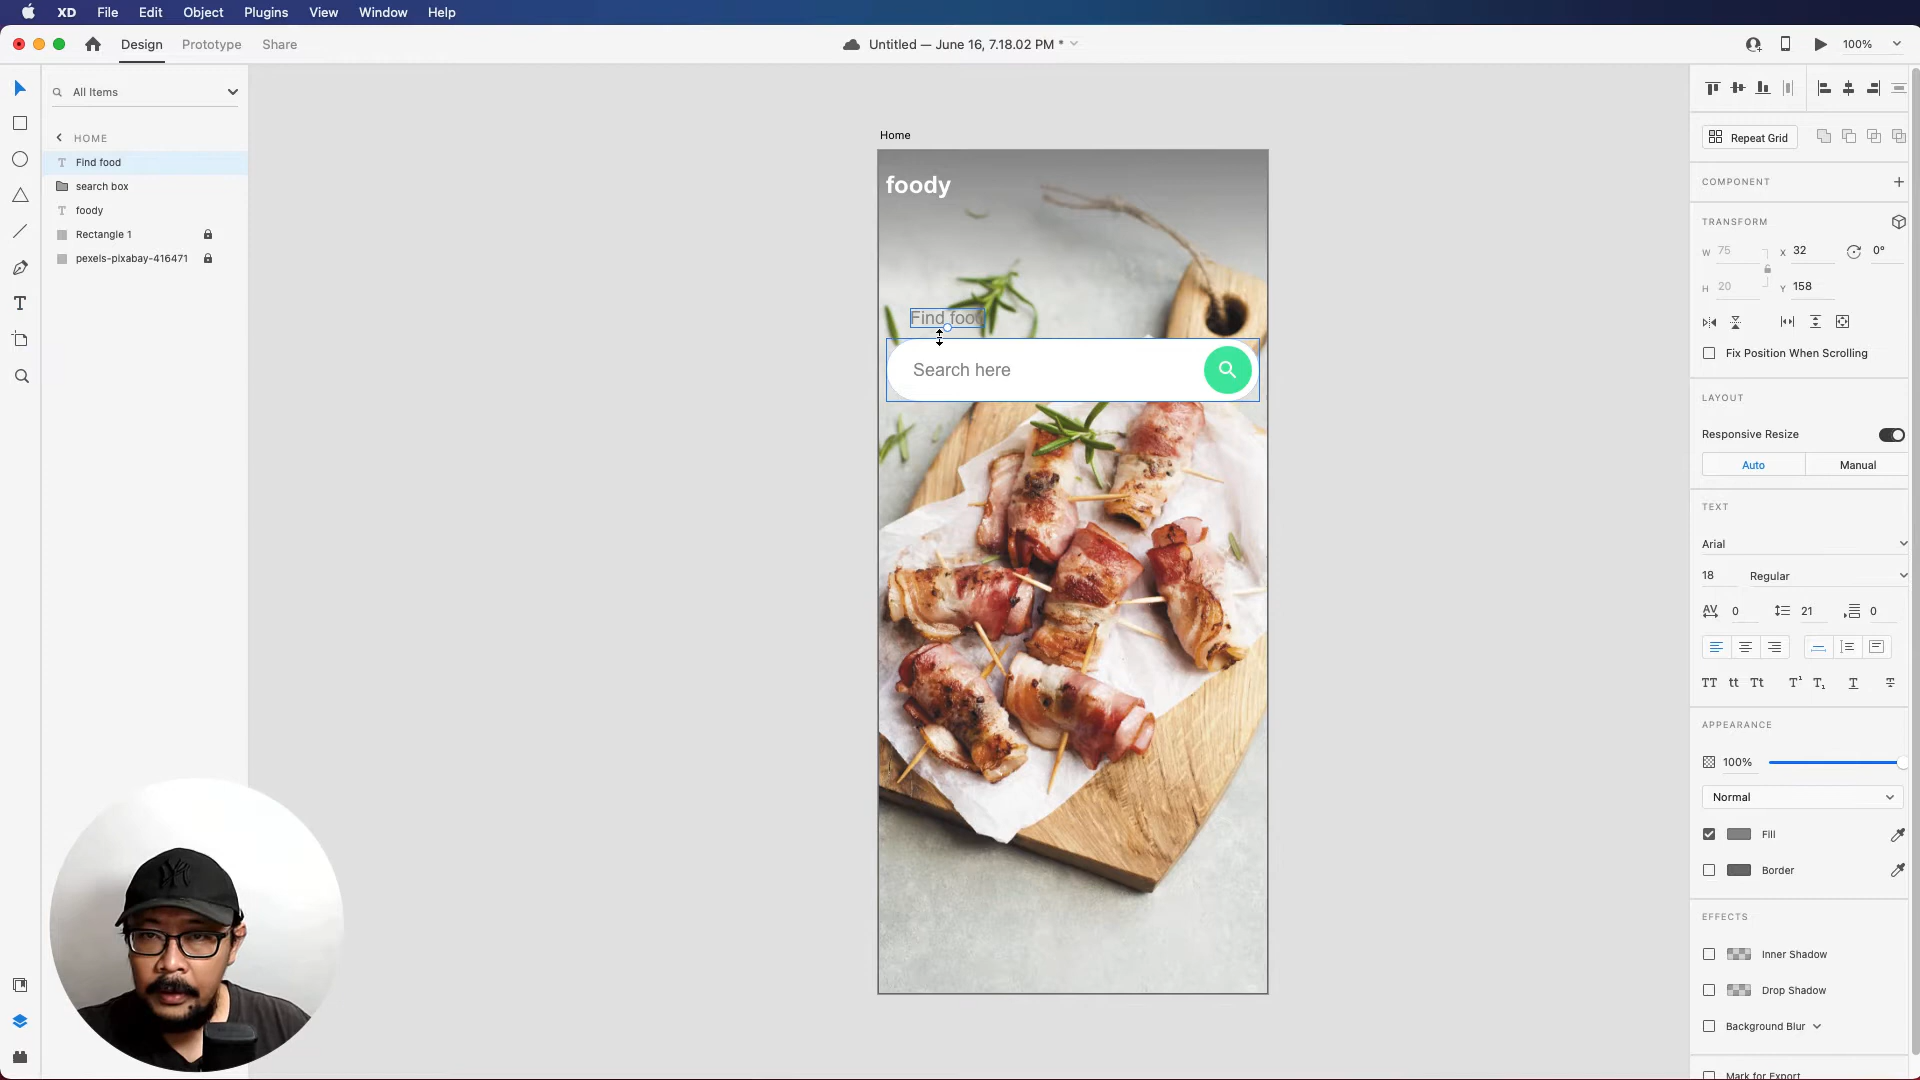 XD File Edit Object Plugins View Window Help
Design Prototype Share
Untitled — June 16, 7.18.02 PM *
100%
All Items
HOME
Find food
search box
foody
Rectangle 1
pexels-pixabay-416471
Home
foody
Find food
Search here
Repeat Grid
COMPONENT
TRANSFORM
W 75 X 32 0°
H 20 Y 158
Fix Position When Scrolling
LAYOUT
Responsive Resize
Auto Manual
TEXT
Arial
18 Regular
AV 0 21 0
TT tt Tt T¹ T₁ T T
APPEARANCE
100%
Normal
Fill
Border
EFFECTS
Inner Shadow
Drop Shadow
Background Blur
Mark for Export